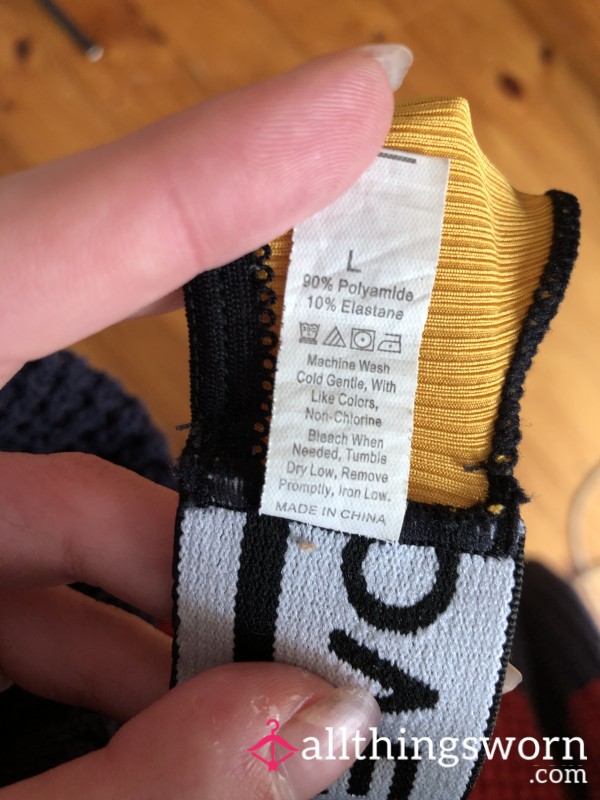 L
90% Polyamide
10% Elastane
Machine Wash
Cold Gentle, With
Like Colors,
Non-Chlorine
Bleach When
Needed, Tumble
Dry Low, Remove
Promptly, Iron Low.
MADE IN CHINA
allthingsworn
.com